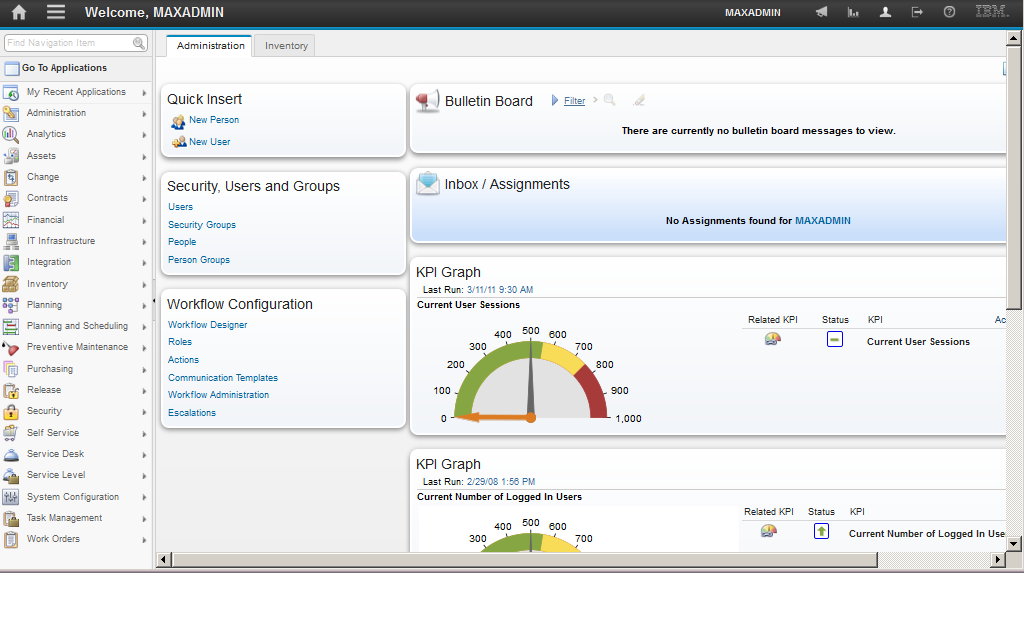 Welcome, MAXADMIN
MAXADMIN
IBM.
Find Navigation Item
Go To Applications
My Recent Applications
Administration
Analytics
Assets
Change
Contracts
Financial
IT Infrastructure
Integration
Inventory
Planning
Planning and Scheduling
Preventive Maintenance
Purchasing
Release
Security
Self Service
Service Desk
Service Level
System Configuration
Task Management
Work Orders
Administration
Inventory
Quick Insert
New Person
New User
Security, Users and Groups
Users
Security Groups
People
Person Groups
Workflow Configuration
Workflow Designer
Roles
Actions
Communication Templates
Workflow Administration
Escalations
Bulletin Board
Filter
There are currently no bulletin board messages to view.
Inbox / Assignments
No Assignments found for MAXADMIN
KPI Graph
Last Run: 3/11/11 9:30 AM
Current User Sessions
0
100
200
300
400
500
600
700
800
900
1,000
Related KPI Status KPI Ac
Current User Sessions
KPI Graph
Last Run: 2/29/08 1:56 PM
Current Number of Logged In Users
300
400
500
600
700
Related KPI Status KPI
Current Number of Logged In Use